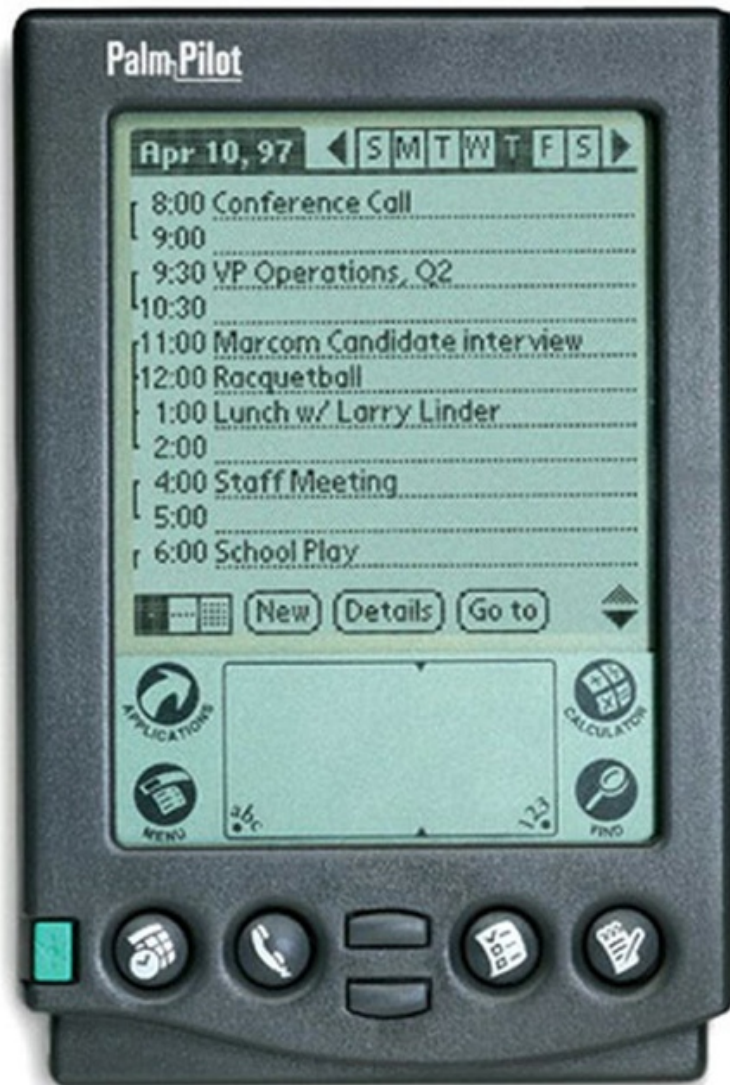 PalmPilot
Apr 10, 97 S M T W T F S
8:00 Conference Call
9:00
9:30 VP Operations, Q2
10:30
11:00 Marcom Candidate interview
12:00 Racquetball
1:00 Lunch w/ Larry Linder
2:00
4:00 Staff Meeting
5:00
6:00 School Play
New Details Go to
APPLICATIONS CALCULATOR
abc 123
MENU FIND